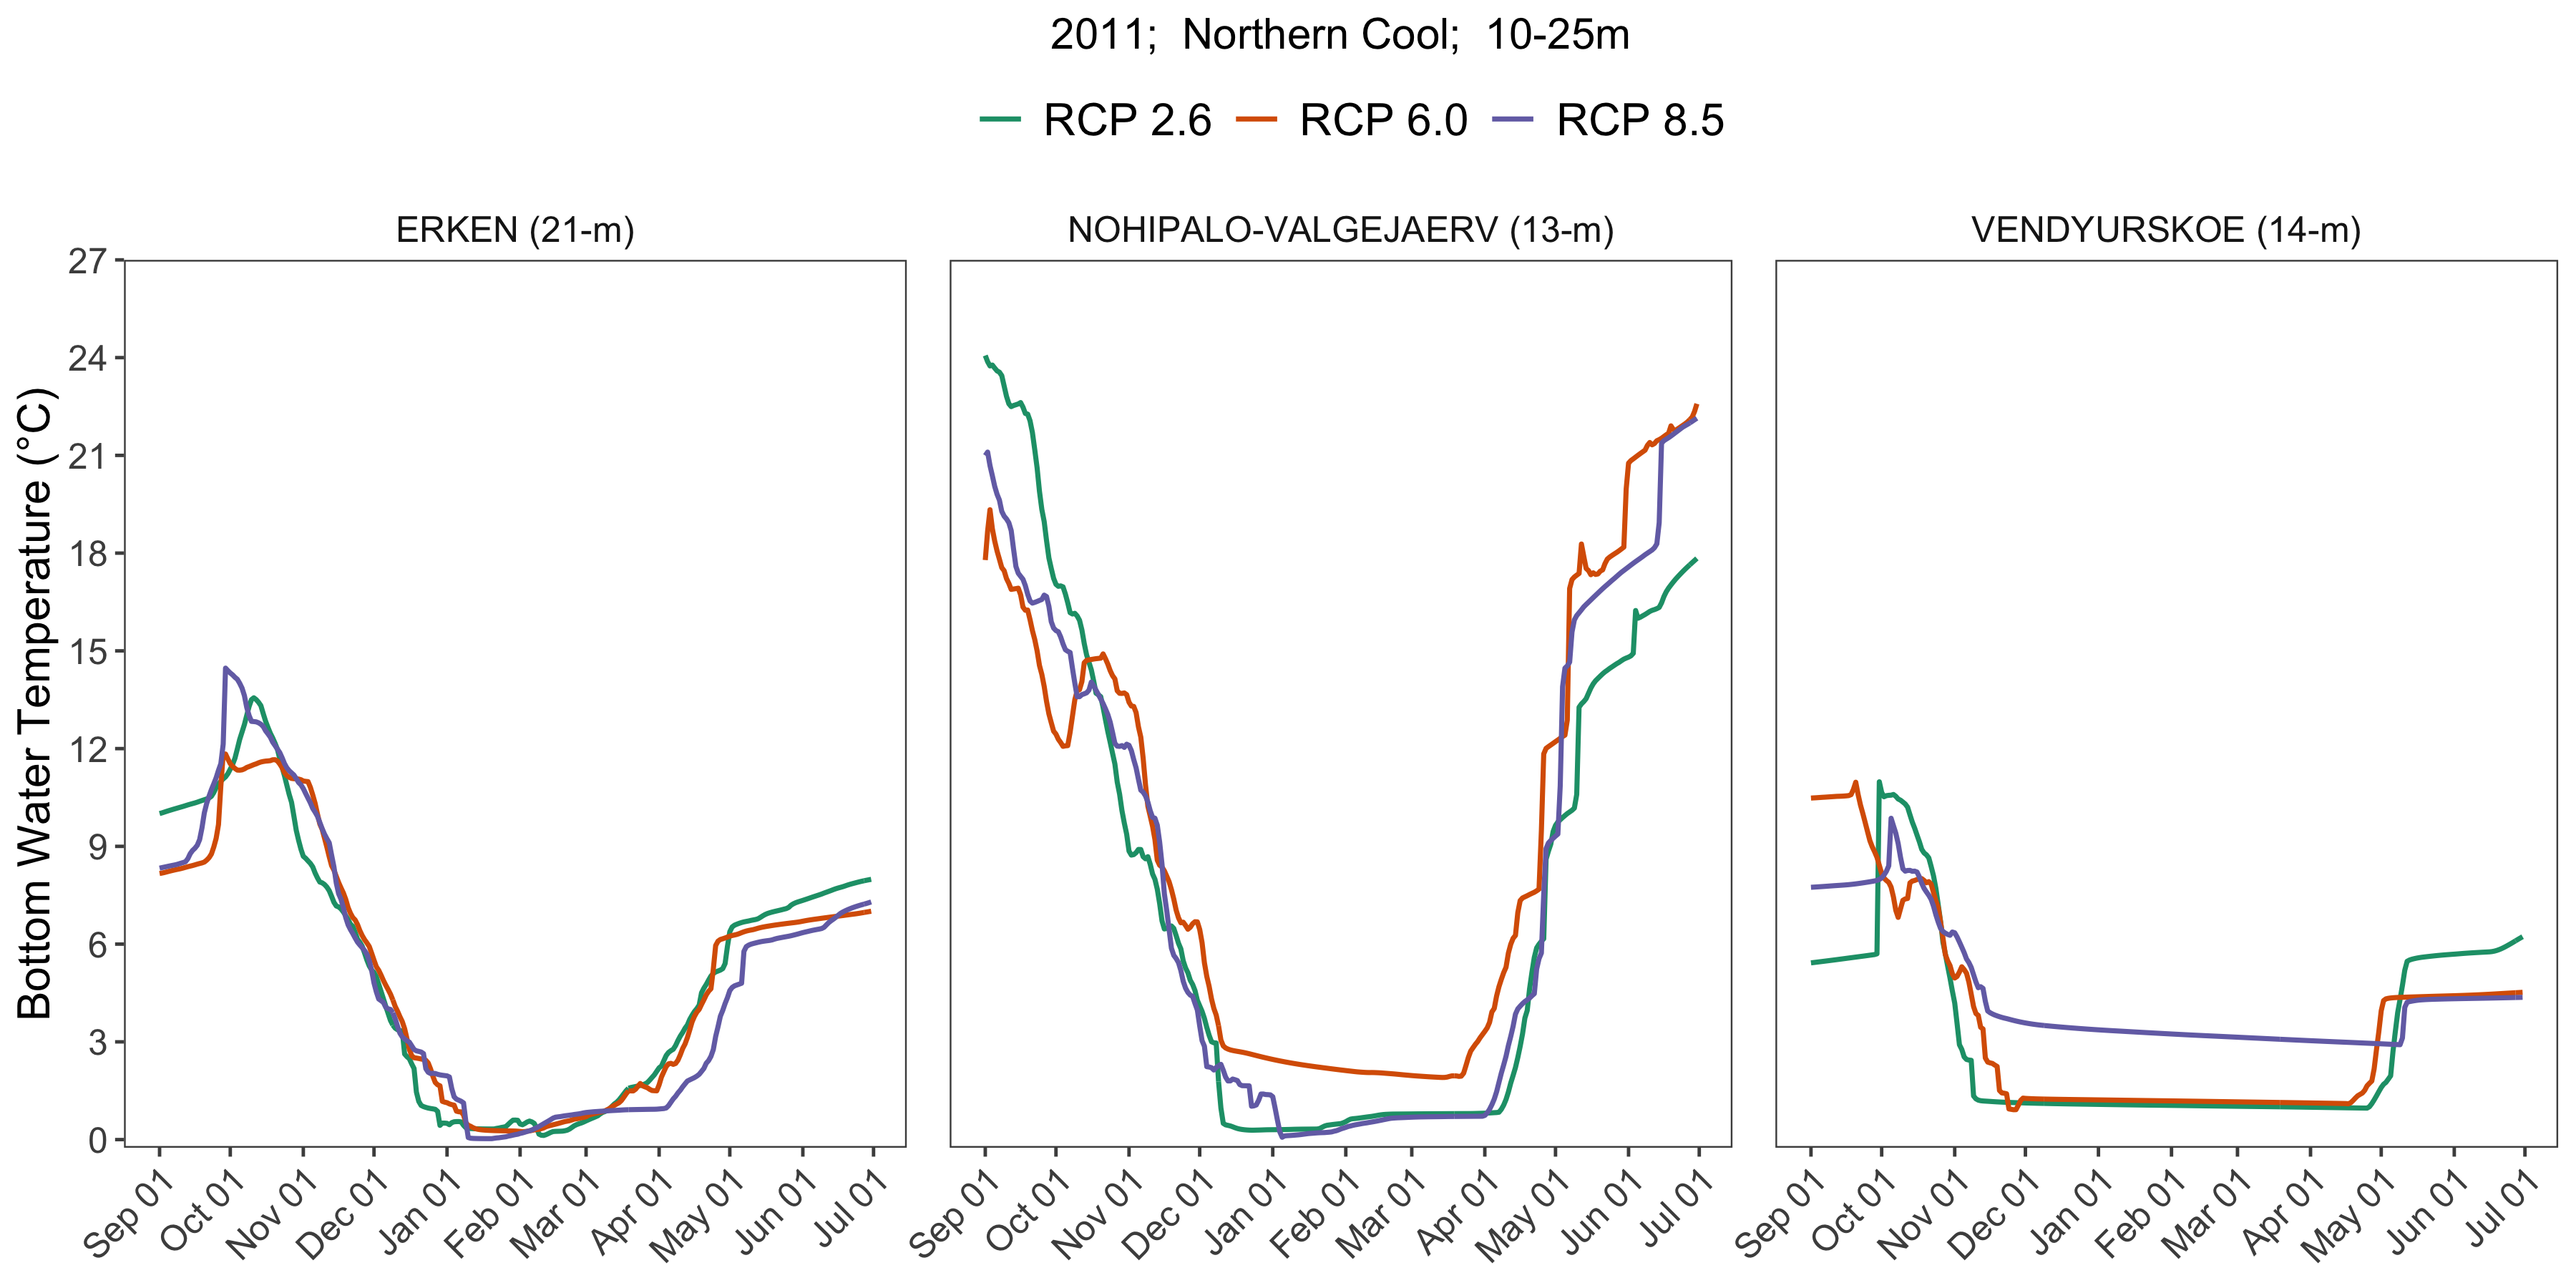 2011;  Northern Cool;  10-25m
RCP 2.6 RCP 6.0 RCP 8.5
ERKEN (21-m) NOHIPALO-VALGEJAERV (13-m) VENDYURSKOE (14-m)
Bottom Water Temperature (°C)
27
24
21
18
15
12
9
6
3
0
Sep 01 Oct 01 Nov 01 Dec 01 Jan 01 Feb 01 Mar 01 Apr 01 May 01 Jun 01 Jul 01
Sep 01 Oct 01 Nov 01 Dec 01 Jan 01 Feb 01 Mar 01 Apr 01 May 01 Jun 01 Jul 01
Sep 01 Oct 01 Nov 01 Dec 01 Jan 01 Feb 01 Mar 01 Apr 01 May 01 Jun 01 Jul 01